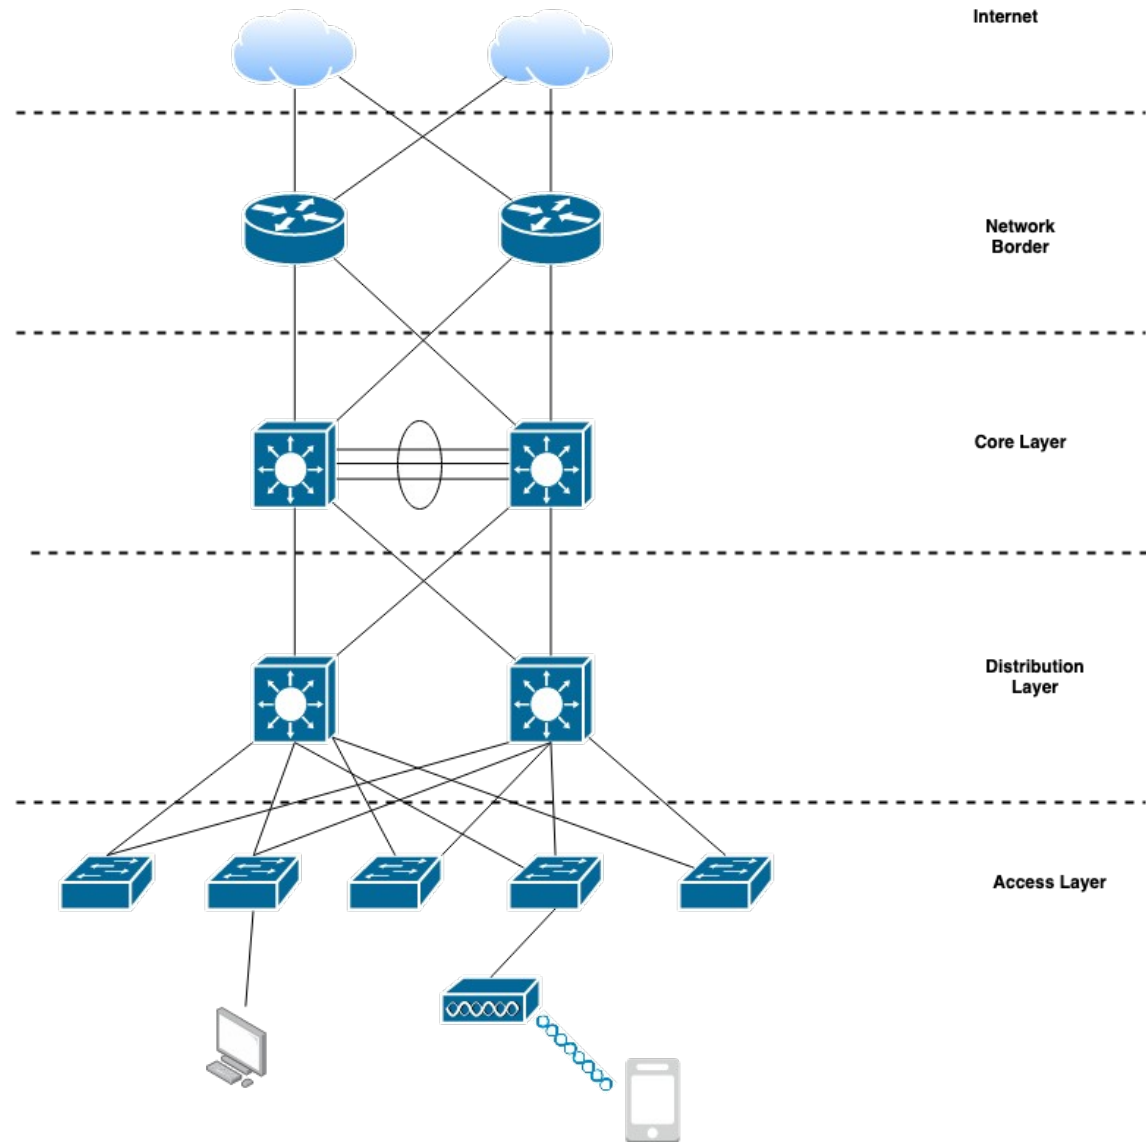 Internet
Network
Border
Core Layer
Distribution
Layer
Access Layer